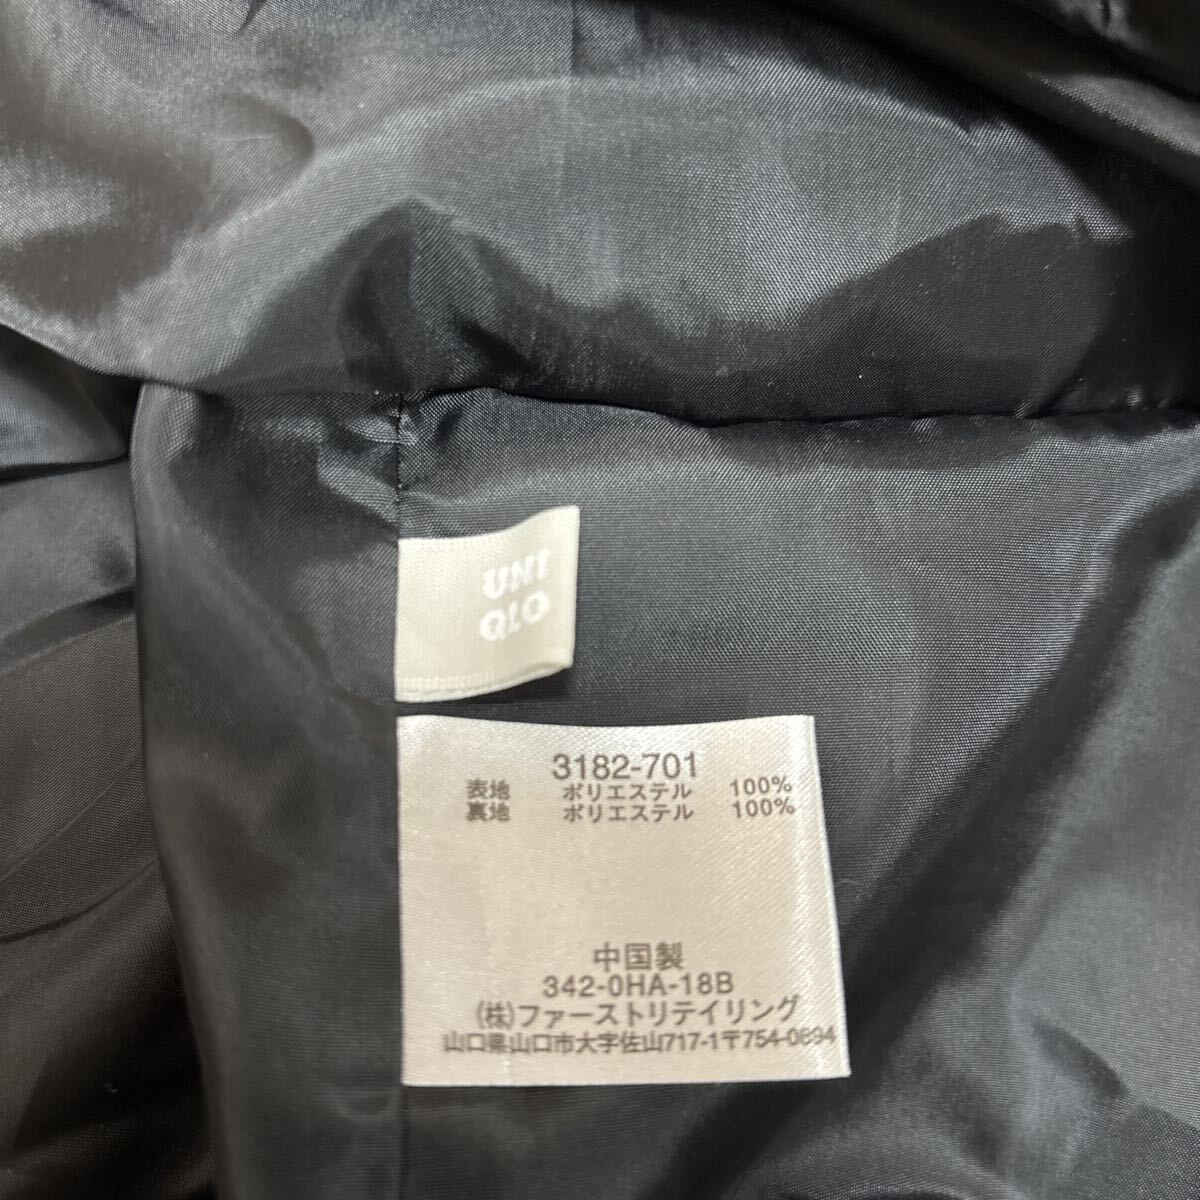 UNI
QLO
3182-701
表地 ポリエステル 100%
裏地 ポリエステル 100%
中国製
342-0HA-18B
(株)ファーストリテイリング
山口県山口市大字佐山717-1〒754-0894